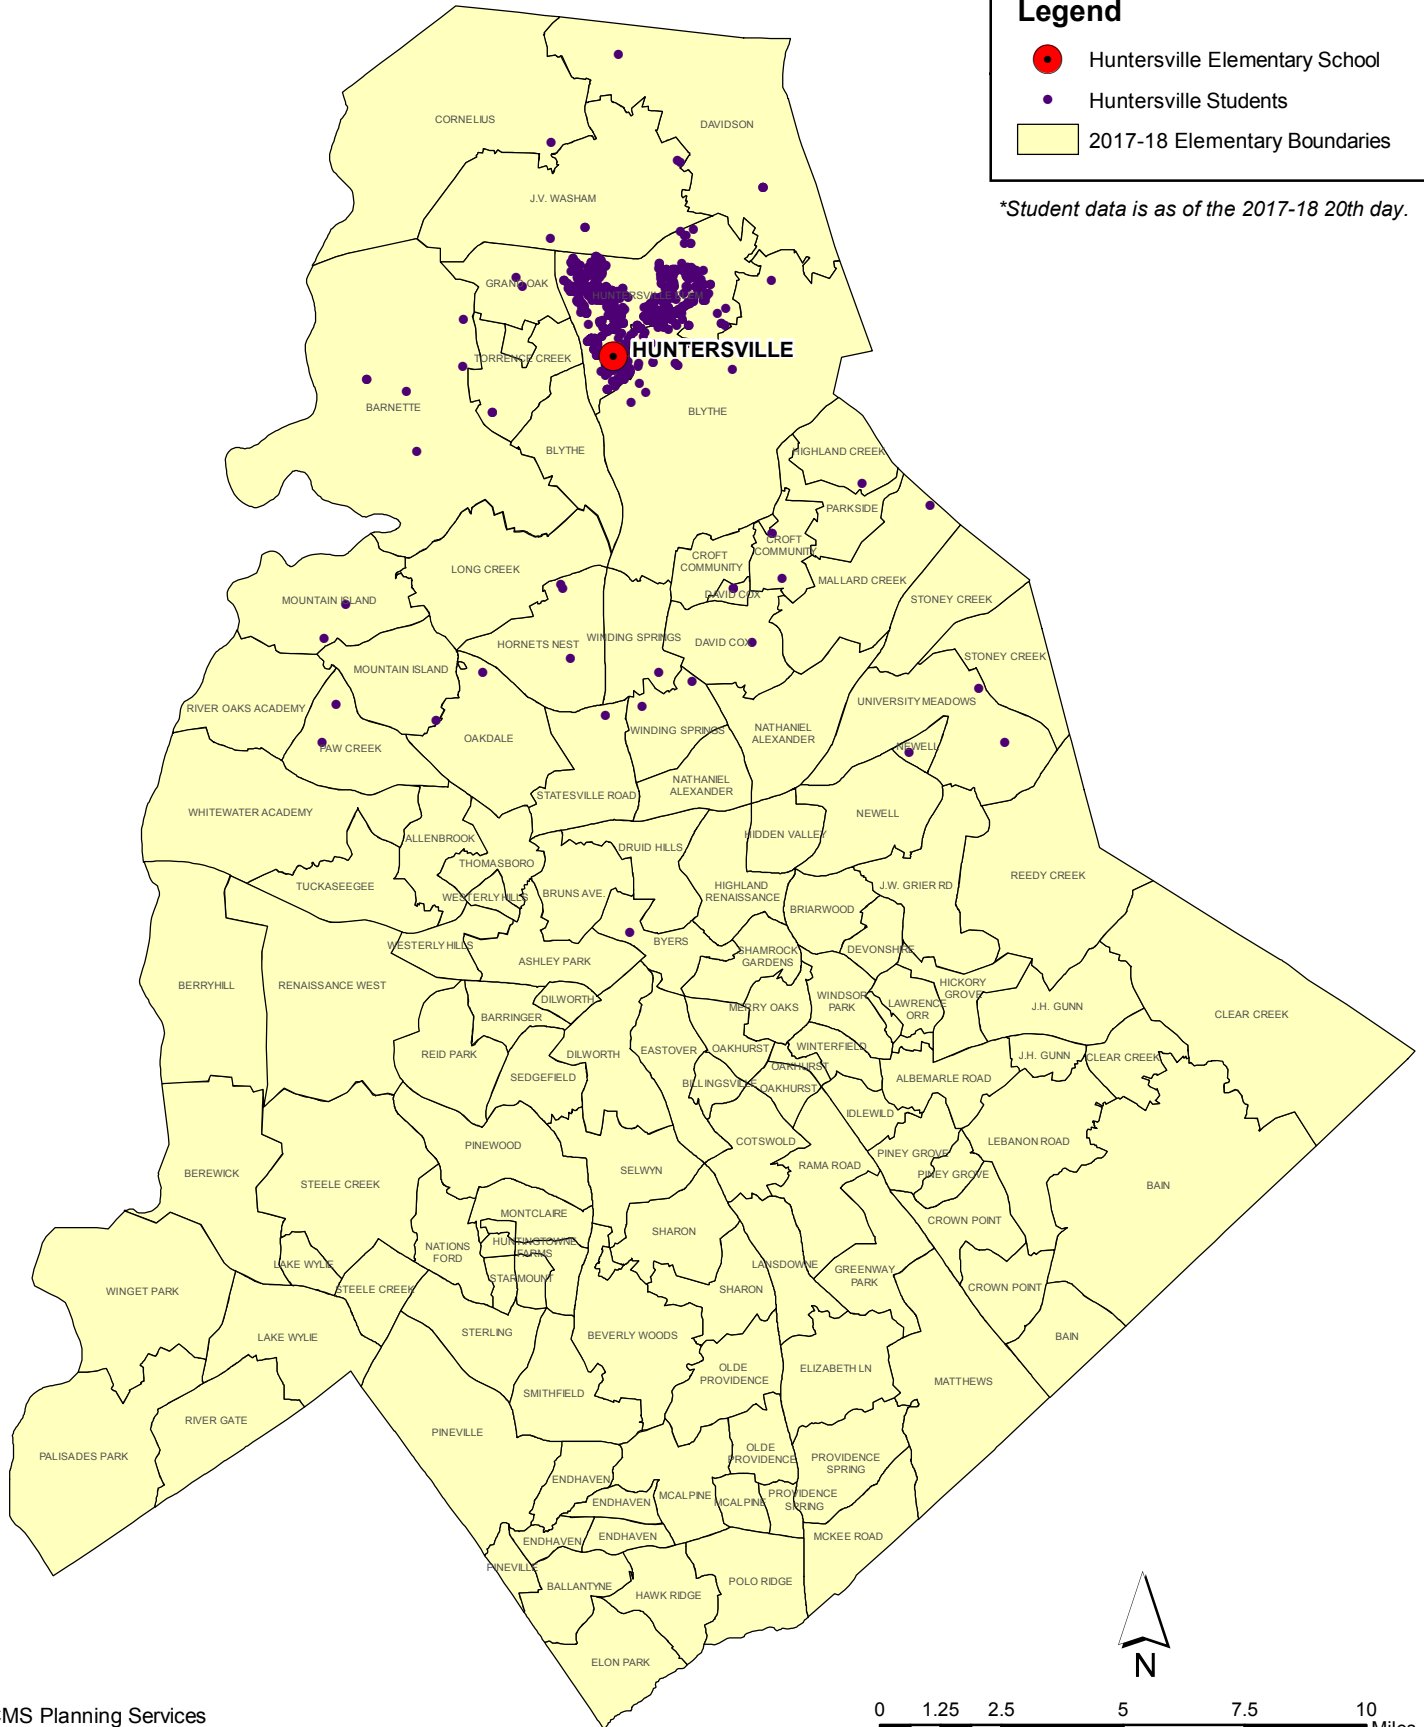 Legend
Huntersville Elementary School
Huntersville Students
2017-18 Elementary Boundaries
*Student data is as of the 2017-18 20th day.
CORNELIUS
DAVIDSON
J.V. WASHAM
GRAND OAK
HUNTERSVILLE ELEM
HUNTERSVILLE
TORRENCE CREEK
BARNETTE
BLYTHE
BLYTHE
HIGHLAND CREEK
PARKSIDE
CROFT
COMMUNITY
CROFT
COMMUNITY
LONG CREEK
MALLARD CREEK
DAVID COX
STONEY CREEK
MOUNTAIN ISLAND
HORNETS NEST
WINDING SPRINGS
DAVID COX
STONEY CREEK
MOUNTAIN ISLAND
UNIVERSITY MEADOWS
RIVER OAKS ACADEMY
OAKDALE
WINDING SPRINGS
NATHANIEL
ALEXANDER
PAW CREEK
NEWELL
NATHANIEL
ALEXANDER
STATESVILLE ROAD
WHITEWATER ACADEMY
NEWELL
ALLENBROOK
HIDDEN VALLEY
DRUID HILLS
THOMASBORO
TUCKASEEGEE
WESTERLY HILLS
BRUNS AVE.
HIGHLAND
RENAISSANCE
J.W. GRIER RD
REEDY CREEK
BRIARWOOD
WESTERLY HILLS
BYERS
ASHLEY PARK
SHAMROCK
GARDENS
DEVONSHIRE
BERRYHILL
RENAISSANCE WEST
DILWORTH
BARRINGER
MERRY OAKS
WINDSOR
PARK
LAWRENCE
ORR
HICKORY
GROVE
J.H. GUNN
CLEAR CREEK
REID PARK
DILWORTH
EASTOVER
OAKHURST
WINTERFIELD
J.H. GUNN
CLEAR CREEK
OAKHURST
SEDGEFIELD
BILLINGSVILLE
OAKHURST
ALBEMARLE ROAD
IDLEWILD
PINEWOOD
COTSWOLD
LEBANON ROAD
PINEY GROVE
BEREWICK
STEELE CREEK
SELWYN
RAMA ROAD
PINEY GROVE
BAIN
MONTCLAIRE
CROWN POINT
SHARON
HUNTINGTOWNE
FARMS
NATIONS
FORD
LAKE WYLIE
STARMOUNT
LANSDOWNE
GREENWAY
PARK
WINGET PARK
STEELE CREEK
SHARON
CROWN POINT
LAKE WYLIE
STERLING
BEVERLY WOODS
BAIN
OLDE
PROVIDENCE
ELIZABETH LN
MATTHEWS
SMITHFIELD
RIVER GATE
PINEVILLE
PALISADES PARK
OLDE
PROVIDENCE
PROVIDENCE
SPRING
ENDHAVEN
ENDHAVEN
MCALPINE
MCALPINE
PROVIDENCE
SPRING
ENDHAVEN
ENDHAVEN
MCKEE ROAD
PINEVILLE
BALLANTYNE
HAWK RIDGE
POLO RIDGE
ELON PARK
N
MS Planning Services
0 1.25 2.5 5 7.5 10
Miles